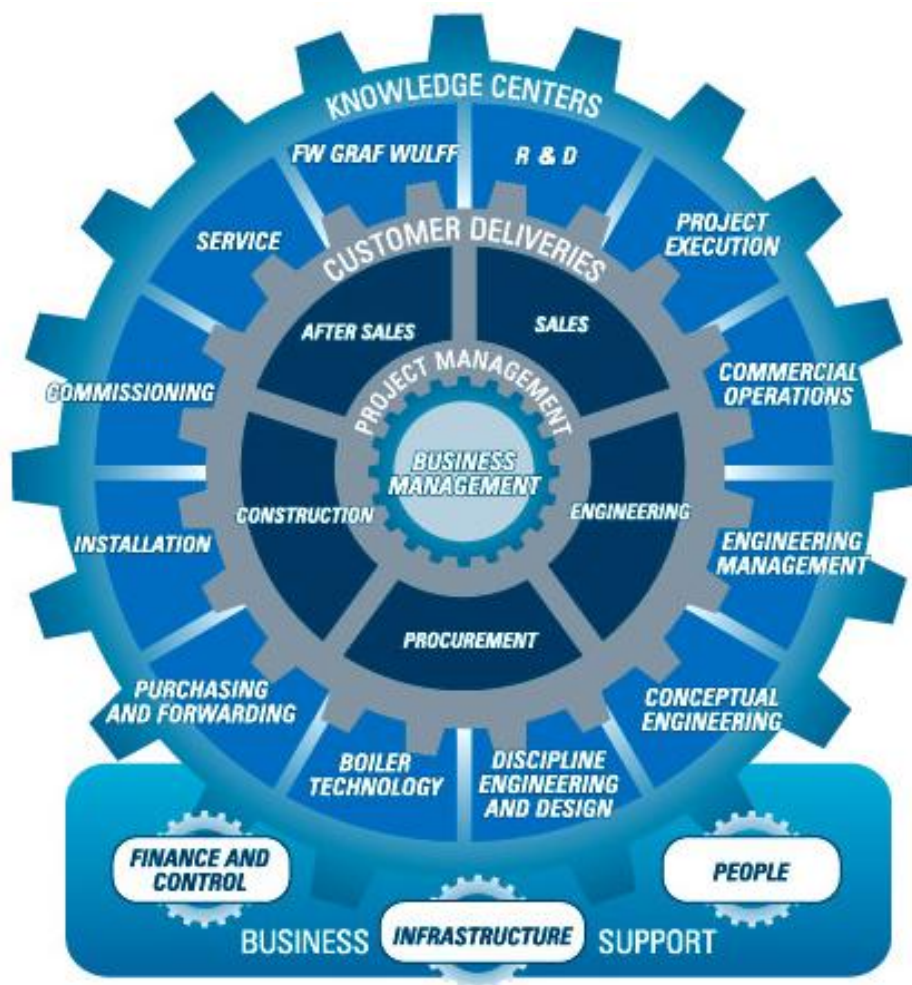 KNOWLEDGE CENTERS
FW GRAF WULFF
R & D
SERVICE
PROJECT
EXECUTION
CUSTOMER DELIVERIES
AFTER SALES
SALES
COMMISSIONING
PROJECT MANAGEMENT
COMMERCIAL
OPERATIONS
BUSINESS
MANAGEMENT
CONSTRUCTION
ENGINEERING
INSTALLATION
ENGINEERING
MANAGEMENT
PROCUREMENT
PURCHASING
AND FORWARDING
CONCEPTUAL
ENGINEERING
BOILER
TECHNOLOGY
DISCIPLINE
ENGINEERING
AND DESIGN
FINANCE AND
CONTROL
PEOPLE
BUSINESS INFRASTRUCTURE SUPPORT